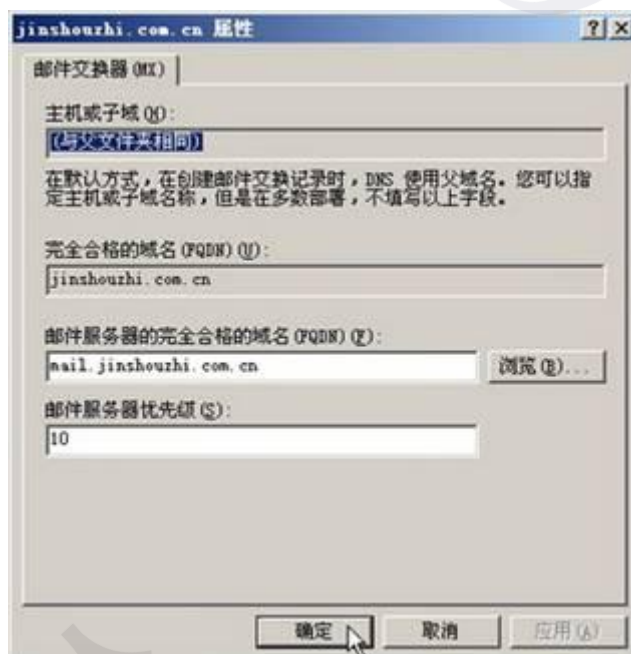 jinshouzhi.com.cn 属性
邮件交换器(MX)
主机或子域(H):
(与父文件夹相同)
在默认方式，在创建邮件交换记录时，DNS 使用父域名。您可以指
定主机或子域名称，但是在多数部署，不填写以上字段。
完全合格的域名(FQDN)(U):
jinshouzhi.com.cn
邮件服务器的完全合格的域名(FQDN)(F):
mail.jinshouzhi.com.cn
浏览(B)...
邮件服务器优先级(S):
10
确定
取消
应用(A)